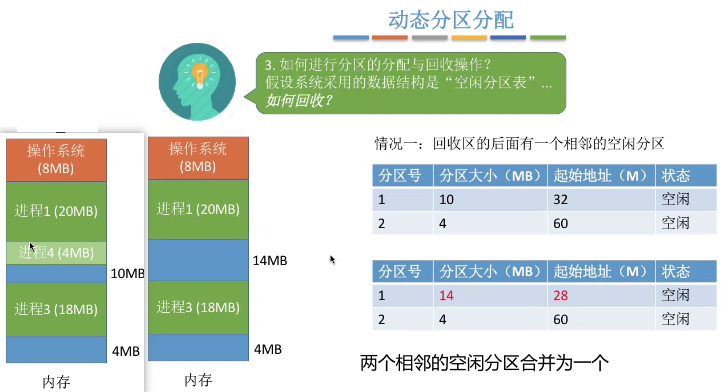 动态分区分配
3. 如何进行分区的分配与回收操作？
假设系统采用的数据结构是“空闲分区表”...
如何回收？
操作系统
(8MB)
进程1 (20MB)
进程4 (4MB)
10MB
进程3 (18MB)
4MB
内存
操作系统
(8MB)
进程1 (20MB)
14MB
进程3 (18MB)
4MB
内存
情况一：回收区的后面有一个相邻的空闲分区
分区号 分区大小（MB） 起始地址（M） 状态
1 10 32 空闲
2 4 60 空闲
分区号 分区大小（MB） 起始地址（M） 状态
1 14 28 空闲
2 4 60 空闲
两个相邻的空闲分区合并为一个